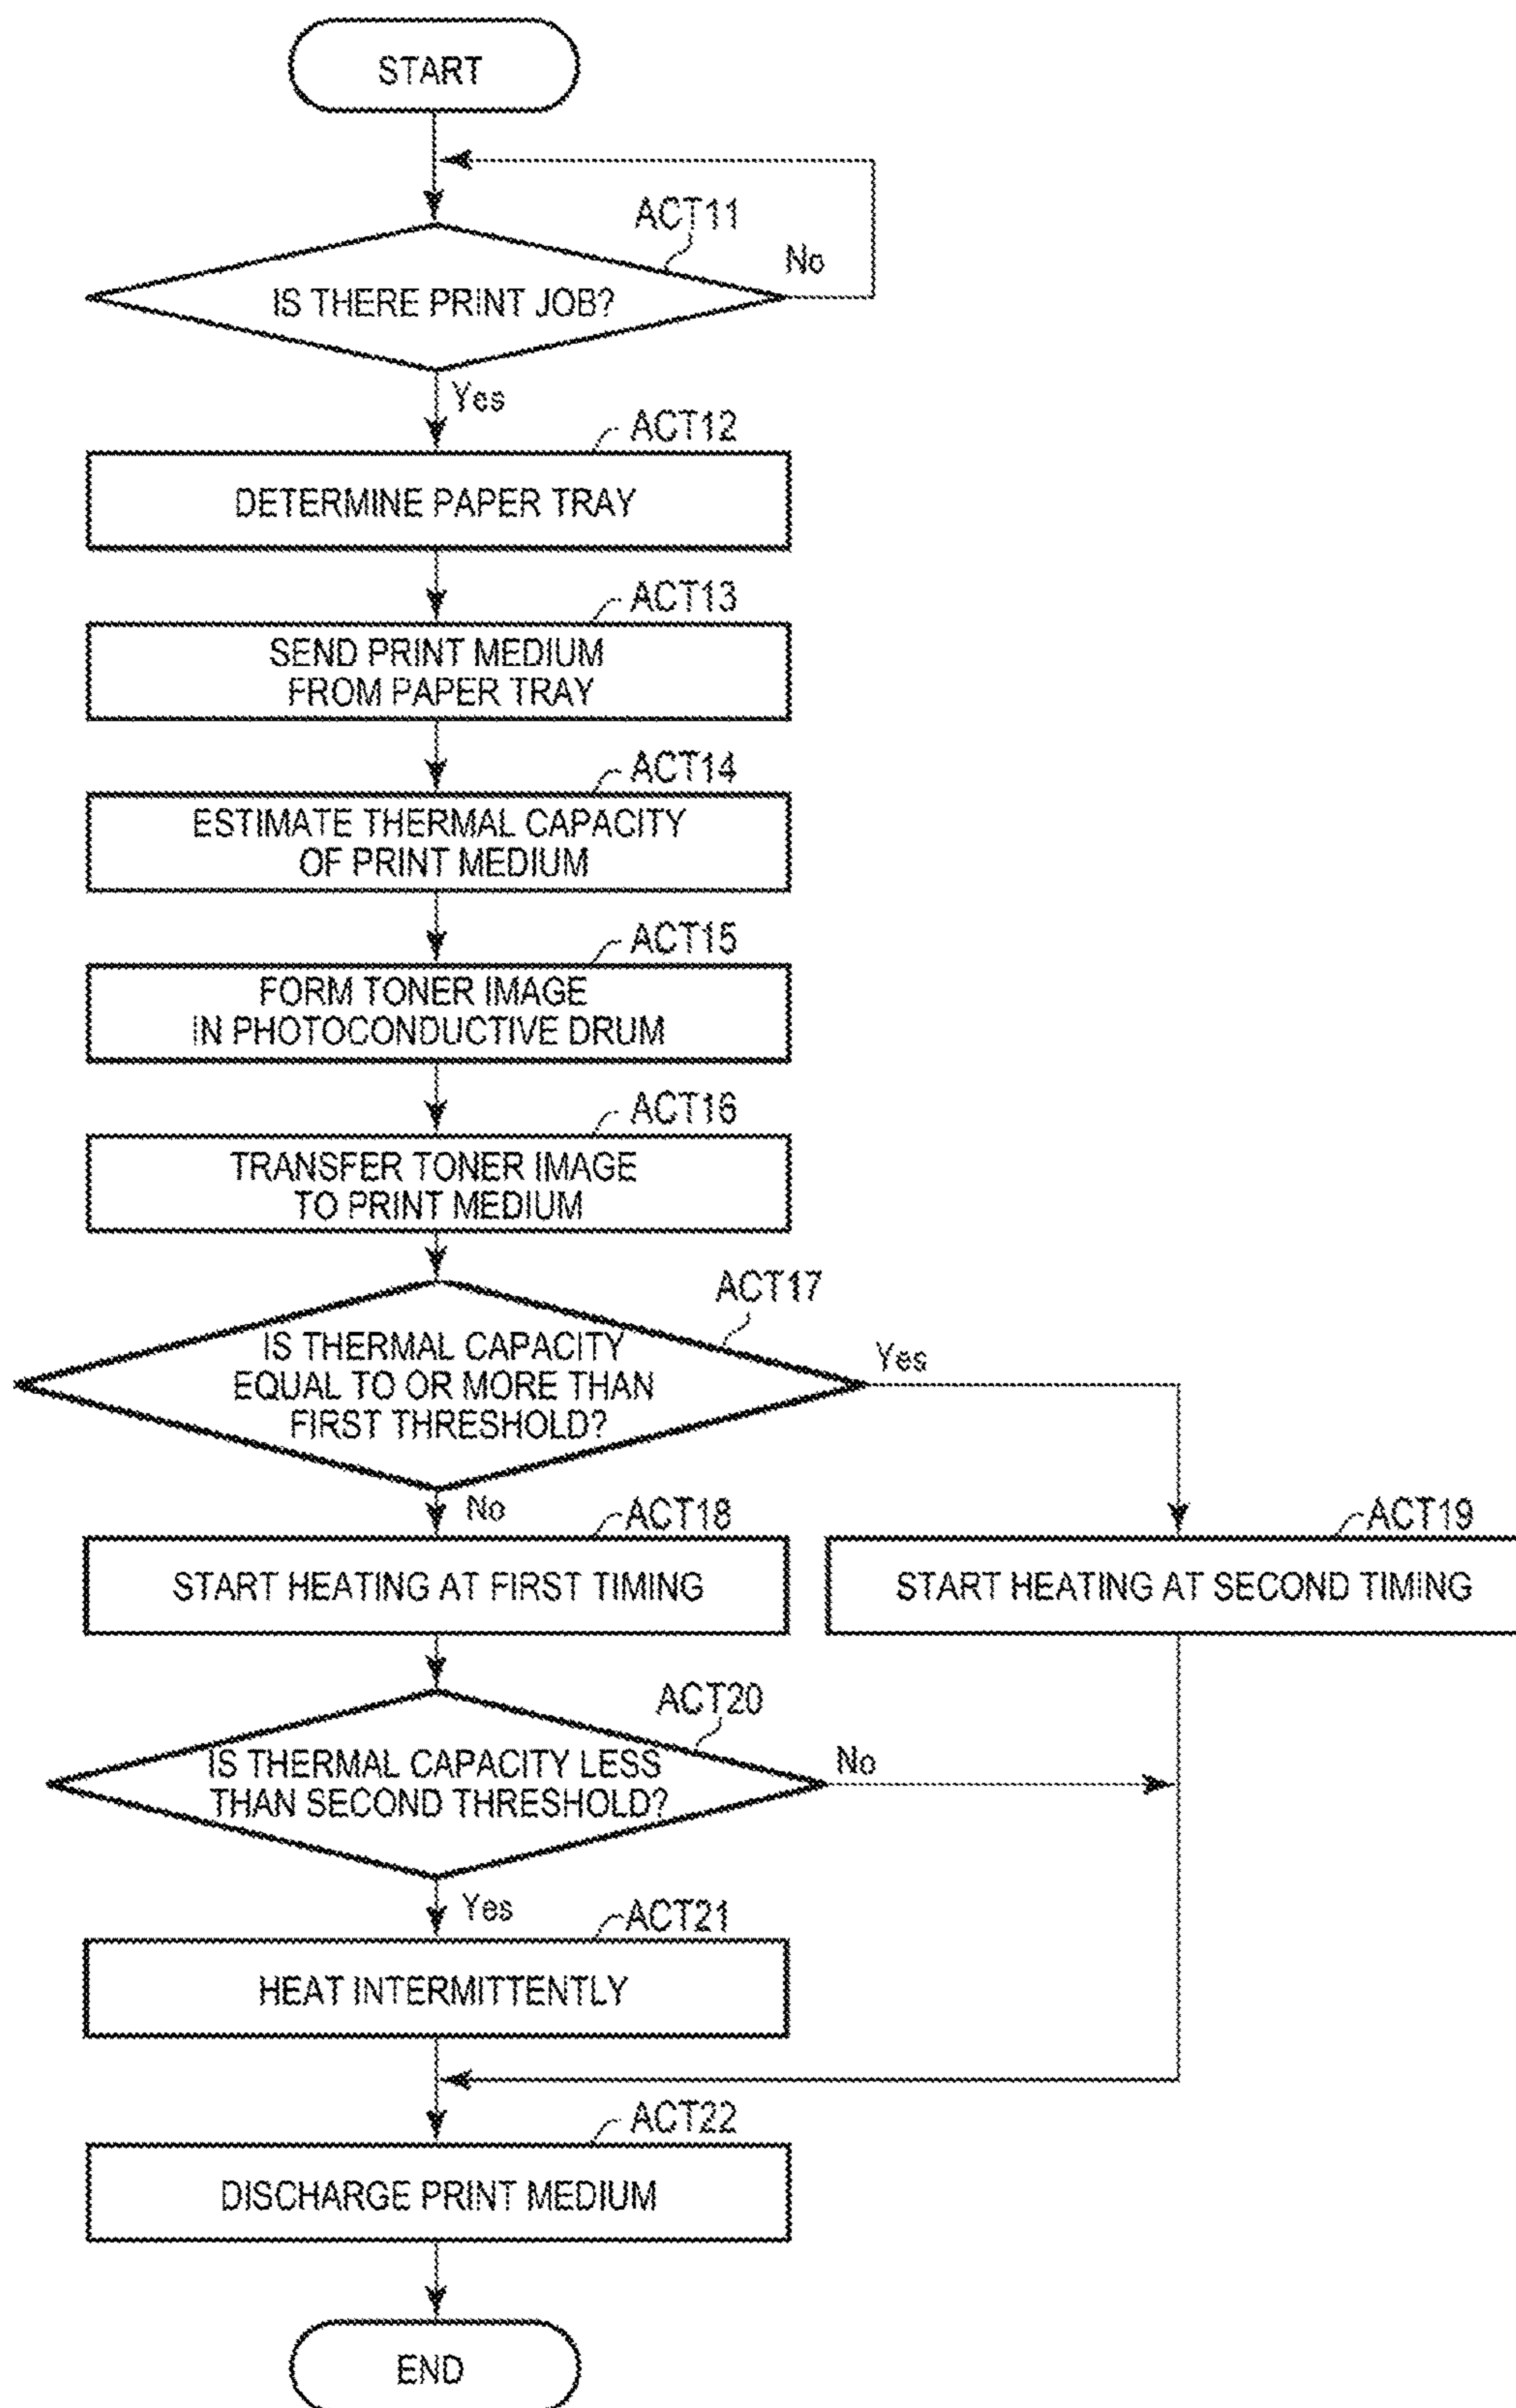 START
ACT11
No
IS THERE PRINT JOB?
Yes
ACT12
DETERMINE PAPER TRAY
ACT13
SEND PRINT MEDIUM
FROM PAPER TRAY
ACT14
ESTIMATE THERMAL CAPACITY
OF PRINT MEDIUM
ACT15
FORM TONER IMAGE
IN PHOTOCONDUCTIVE DRUM
ACT16
TRANSFER TONER IMAGE
TO PRINT MEDIUM
ACT17
IS THERMAL CAPACITY
EQUAL TO OR MORE THAN
FIRST THRESHOLD?
Yes
No
ACT18
START HEATING AT FIRST TIMING
ACT19
START HEATING AT SECOND TIMING
ACT20
IS THERMAL CAPACITY LESS
THAN SECOND THRESHOLD?
No
Yes
ACT21
HEAT INTERMITTENTLY
ACT22
DISCHARGE PRINT MEDIUM
END